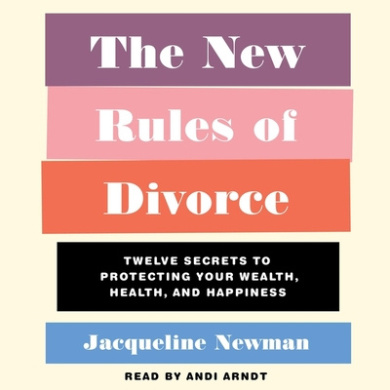 The New
Rules of
Divorce
TWELVE SECRETS TO
PROTECTING YOUR WEALTH,
HEALTH, AND HAPPINESS
Jacqueline Newman
READ BY ANDI ARNDT